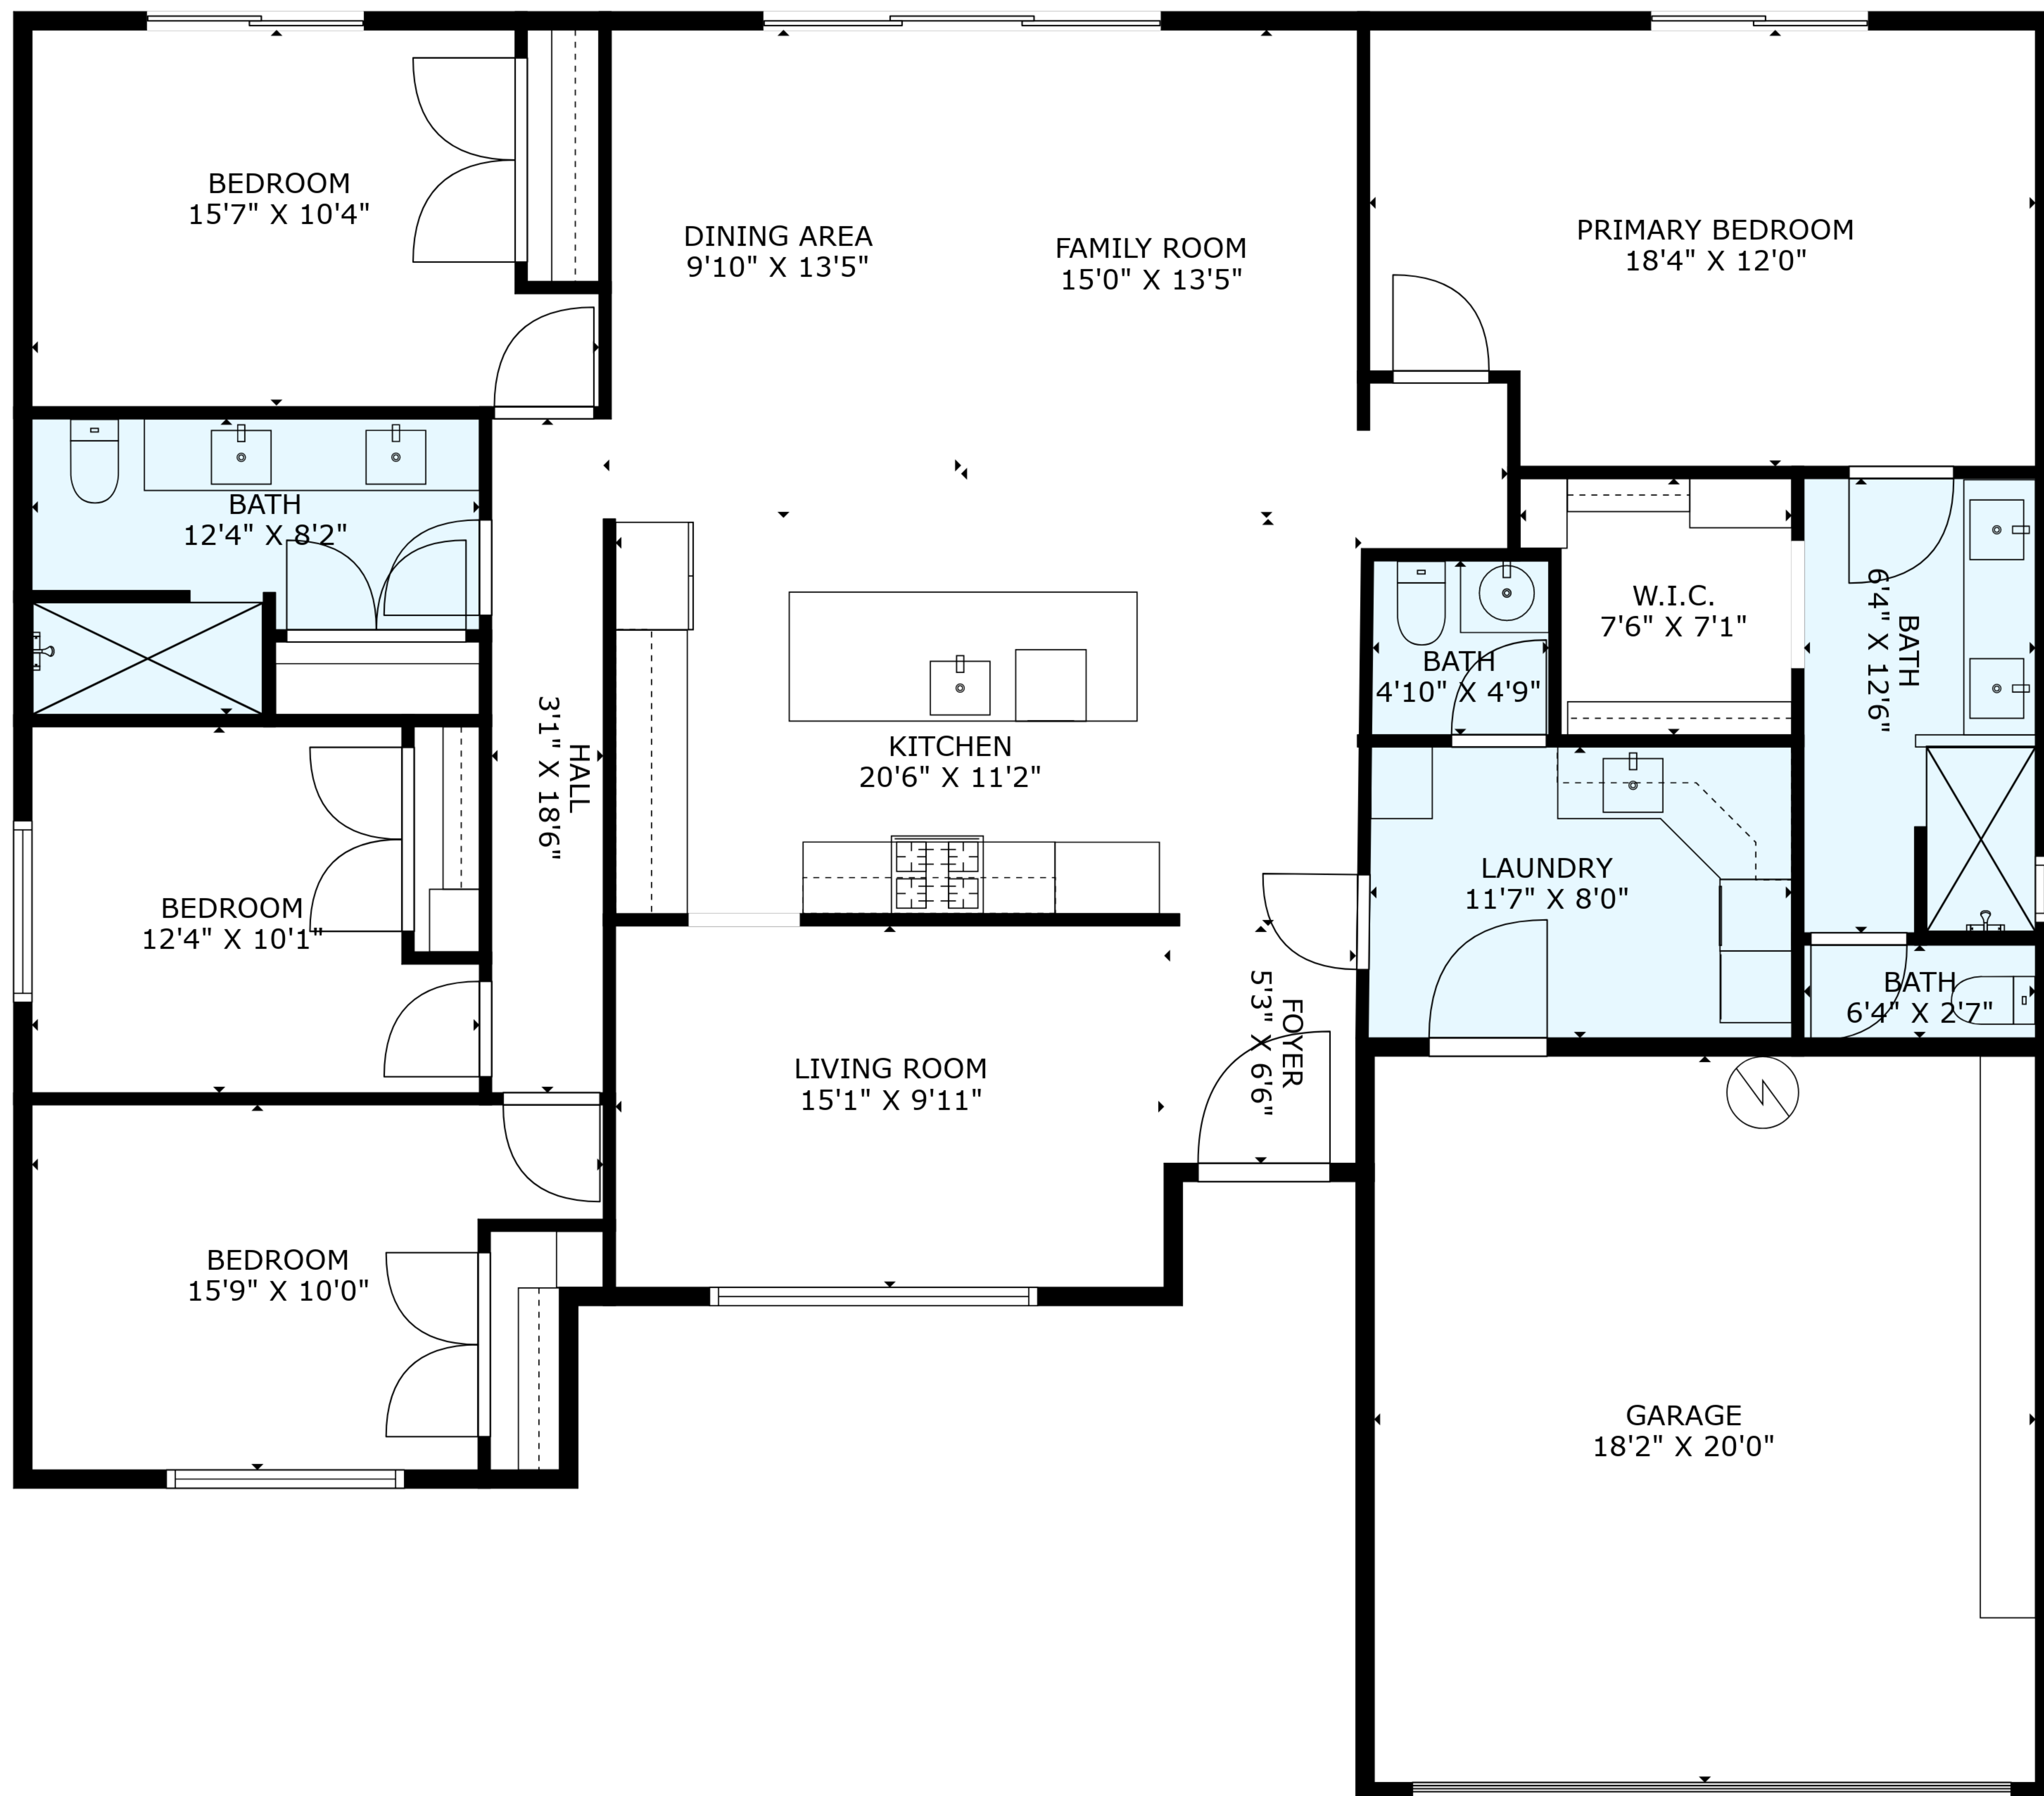 BEDROOM
15'7" X 10'4"
DINING AREA
9'10" X 13'5"
FAMILY ROOM
15'0" X 13'5"
PRIMARY BEDROOM
18'4" X 12'0"
BATH
12'4" X 8'2"
W.I.C.
7'6" X 7'1"
BATH
6'4" X 12'6"
BATH
4'10" X 4'9"
HALL
3'1" X 18'6"
KITCHEN
20'6" X 11'2"
LAUNDRY
11'7" X 8'0"
BEDROOM
12'4" X 10'1"
BATH
6'4" X 2'7"
FOYER
5'3" X 6'6"
LIVING ROOM
15'1" X 9'11"
BEDROOM
15'9" X 10'0"
GARAGE
18'2" X 20'0"